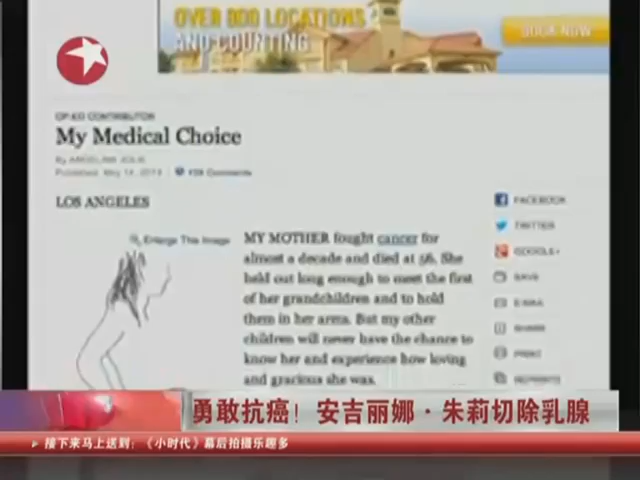 OVER 800 LOCATIONS
AND COUNTING
BOOK NOW
OP-ED CONTRIBUTOR
My Medical Choice
By ANGELINA JOLIE
Published: May 14, 2013
Comments
LOS ANGELES
Enlarge This Image
MY MOTHER fought cancer for
almost a decade and died at 56. She
held out long enough to meet the first
of her grandchildren and to hold
them in her arms. But my other
children will never have the chance to
know her and experience how loving
and gracious she was.
FACEBOOK
TWITTER
GOOGLE+
SAVE
E-MAIL
SHARE
PRINT
REPRINTS
勇敢抗癌！安吉丽娜·朱莉切除乳腺
接下来马上送到：《小时代》幕后拍摄乐趣多